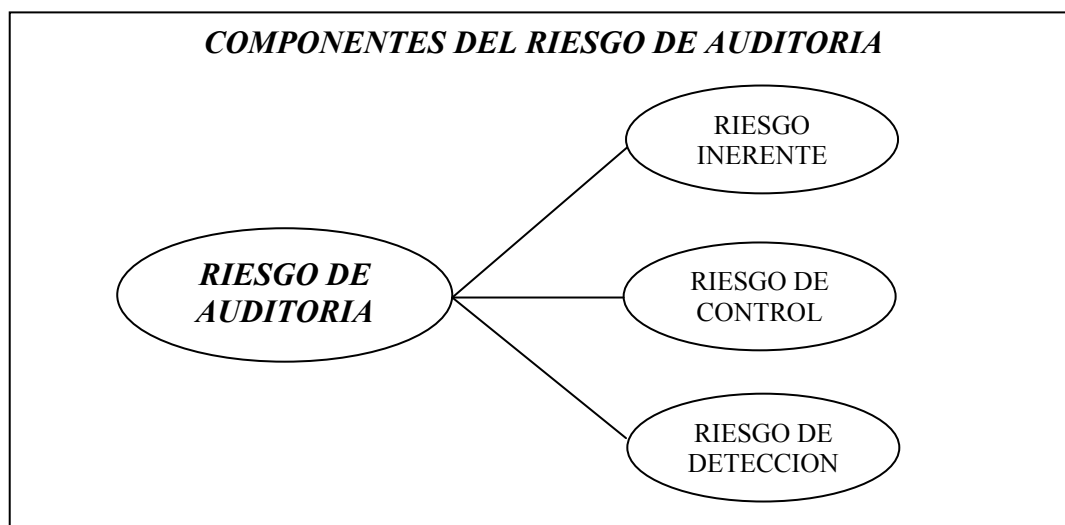 COMPONENTES DEL RIESGO DE AUDITORIA
RIESGO
INERENTE
RIESGO DE
AUDITORIA
RIESGO DE
CONTROL
RIESGO DE
DETECCION